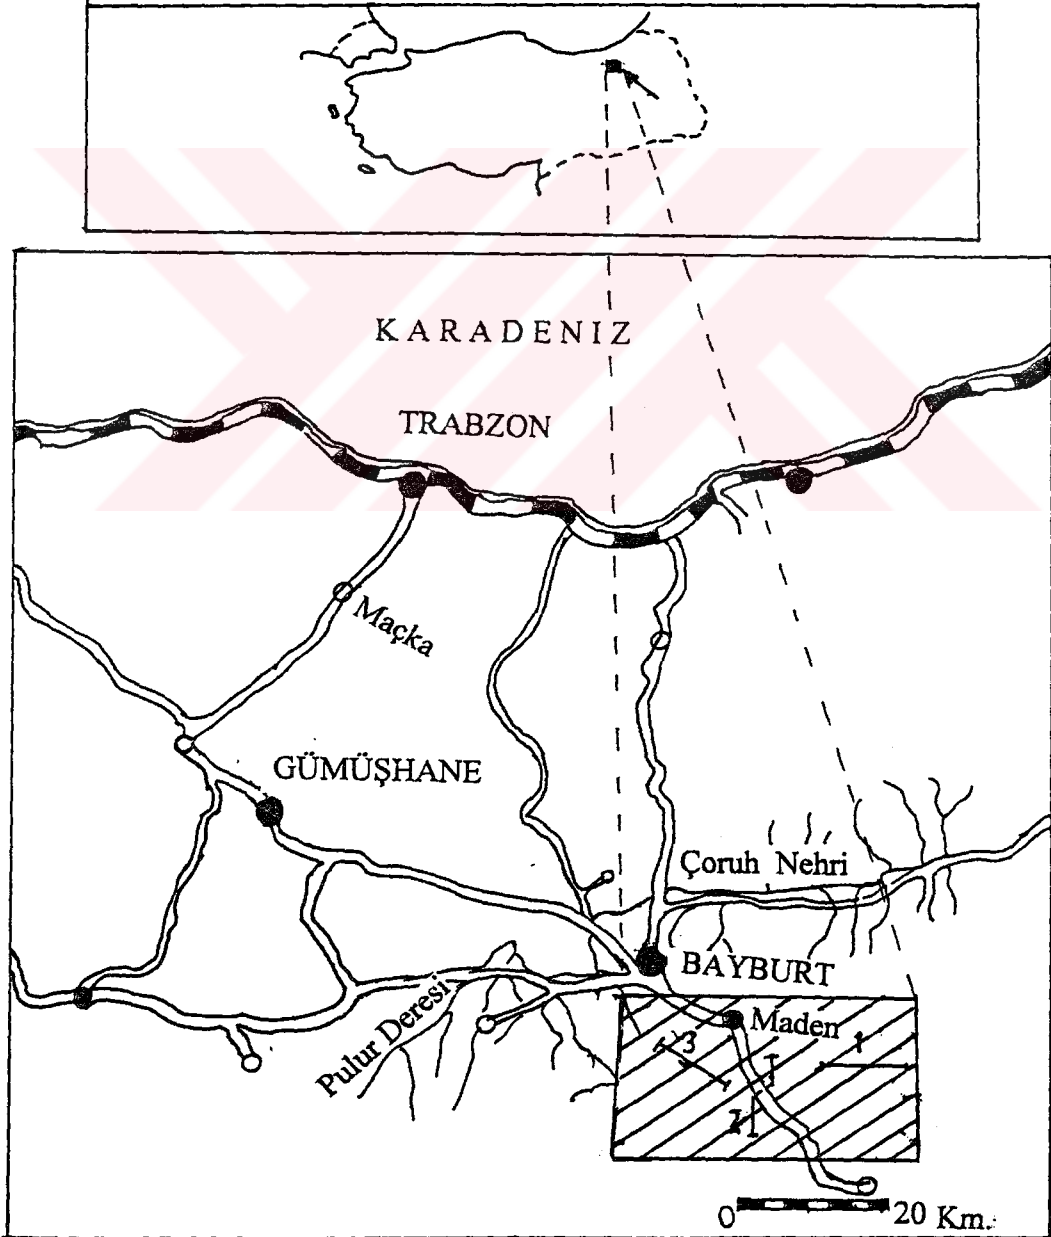 KARADENIZ
TRABZON
Maçka
GÜMÜŞHANE
Çoruh Nehri
BAYBURT
Pulur Deresi
Maden
3
1
2
0 20 Km.